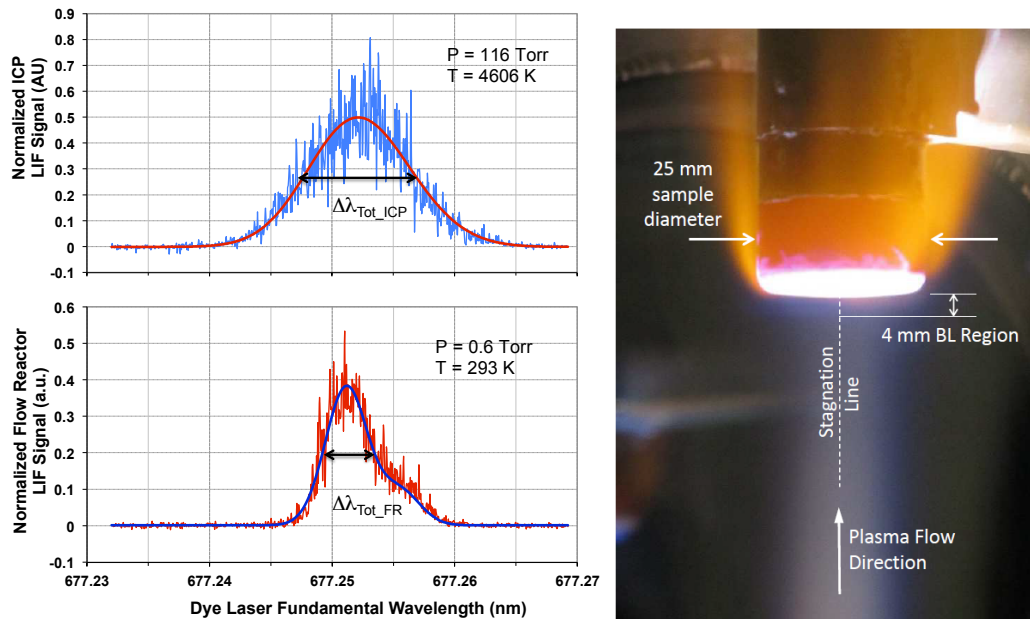 Normalized ICP
LIF Signal (AU)
0.9
0.8
0.7
0.6
0.5
0.4
0.3
0.2
0.1
0
-0.1
P = 116 Torr
T = 4606 K
ΔλTot_ICP
Normalized Flow Reactor
LIF Signal (a.u.)
0.6
0.5
0.4
0.3
0.2
0.1
0
-0.1
P = 0.6 Torr
T = 293 K
ΔλTot_FR
677.23 677.24 677.25 677.26 677.27
Dye Laser Fundamental Wavelength (nm)
25 mm
sample
diameter
4 mm BL Region
Stagnation
Line
Plasma Flow
Direction